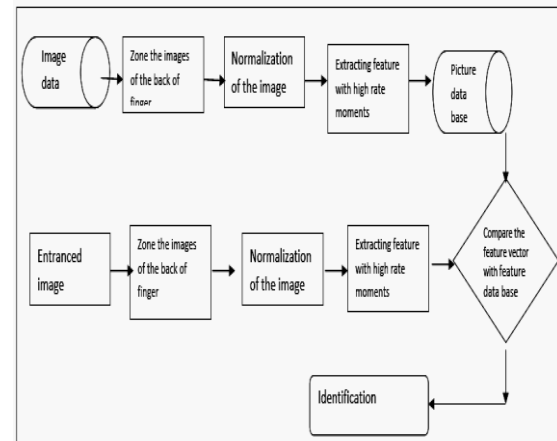 Image
data
Zone the images
of the back of
finger
Normalization
of the image
Extracting feature
with high rate
moments
Picture data
base
Entranced
image
Zone the images
of the back of
finger
Normalization
of the image
Extracting feature
with high rate
moments
Compare the
feature vector
with feature
data base
Identification